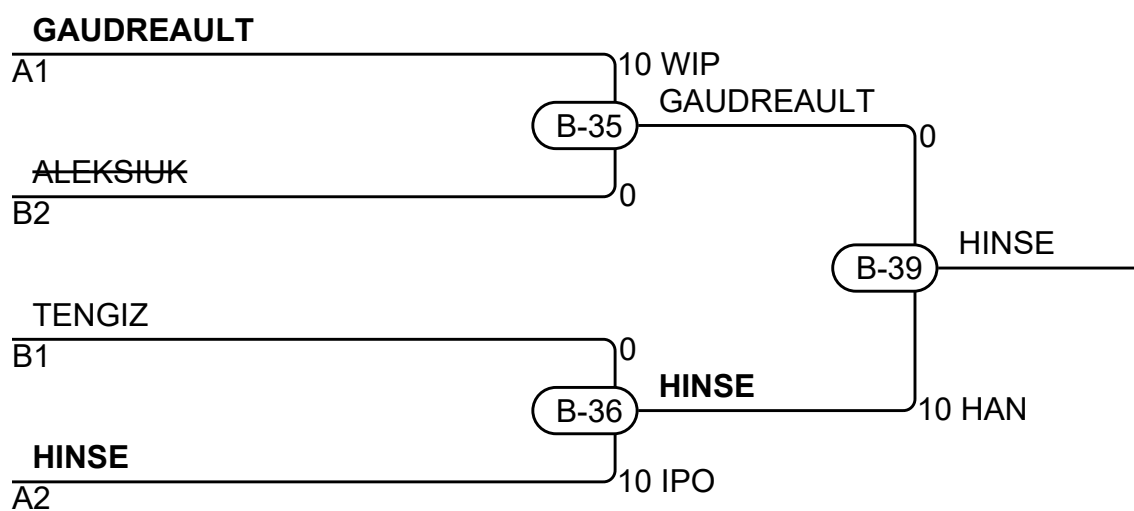 GAUDREAULT
A1
10 WIP
GAUDREAULT
B-35
0
ALEKSIUK
0
B2
HINSE
B-39
TENGIZ
B1
0
HINSE
B-36
10 HAN
HINSE
10 IPO
A2